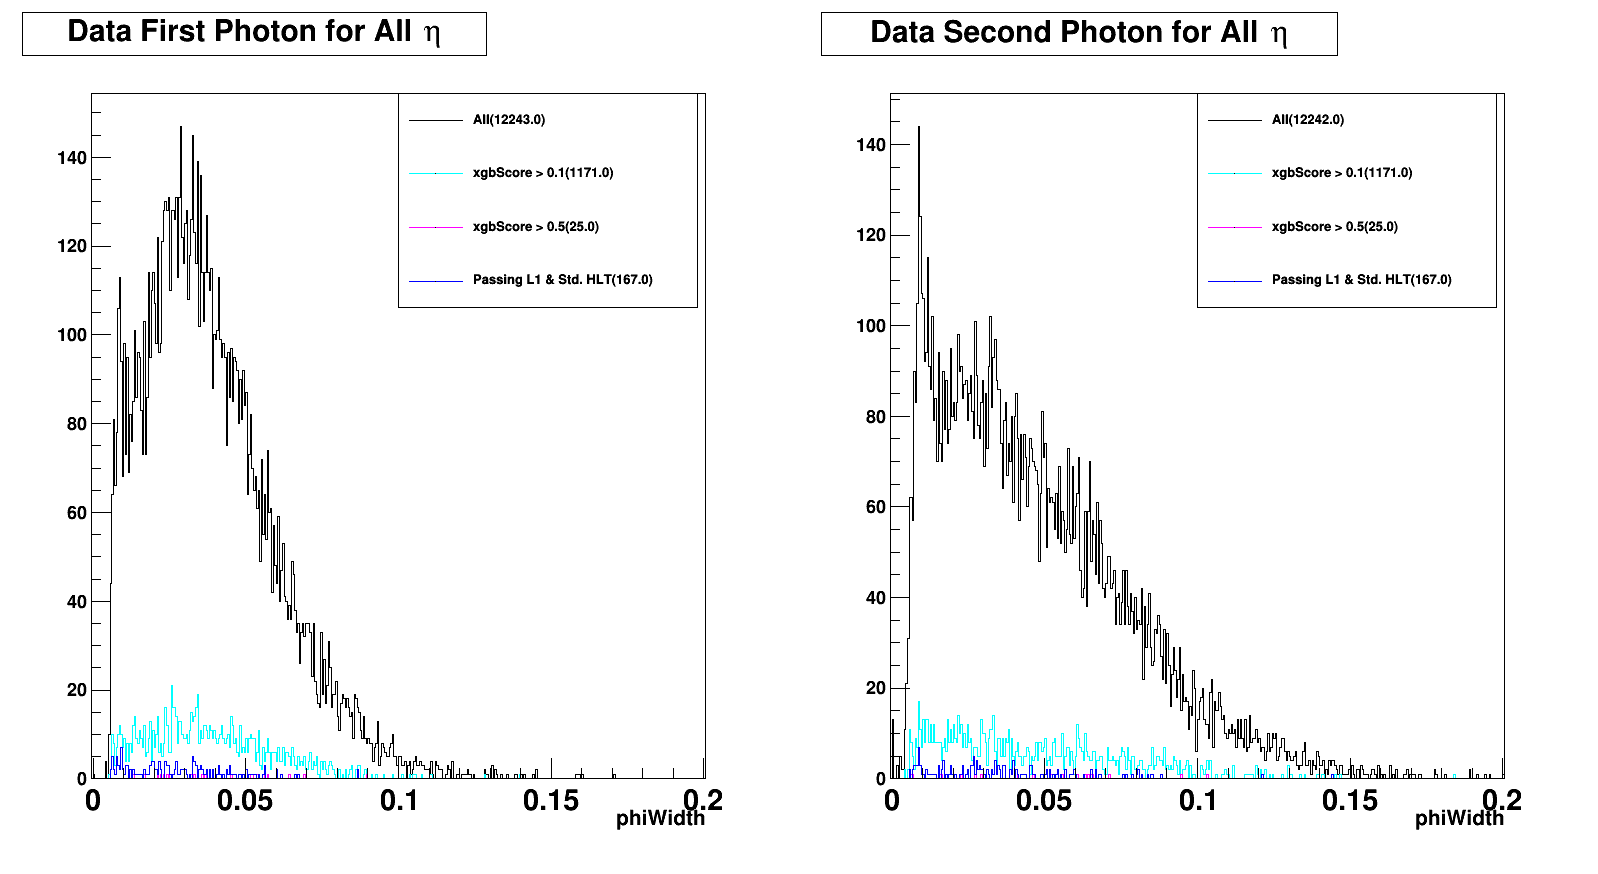 Data First Photon for All η
All(12243.0)
xgbScore > 0.1(1171.0)
xgbScore > 0.5(25.0)
Passing L1 & Std. HLT(167.0)
140
120
100
80
60
40
20
0
0 0.05 0.1 0.15 0.2
phiWidth
Data Second Photon for All η
All(12242.0)
xgbScore > 0.1(1171.0)
xgbScore > 0.5(25.0)
Passing L1 & Std. HLT(167.0)
140
120
100
80
60
40
20
0
0 0.05 0.1 0.15 0.2
phiWidth